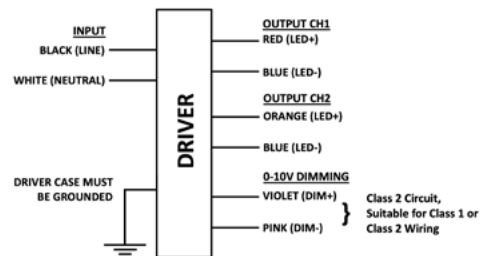 INPUT
BLACK (LINE)
WHITE (NEUTRAL)
DRIVER CASE MUST
BE GROUNDED
DRIVER
OUTPUT CH1
RED (LED+)
BLUE (LED-)
OUTPUT CH2
ORANGE (LED+)
BLUE (LED-)
0-10V DIMMING
VIOLET (DIM+)
PINK (DIM-)
Class 2 Circuit,
Suitable for Class 1 or
Class 2 Wiring